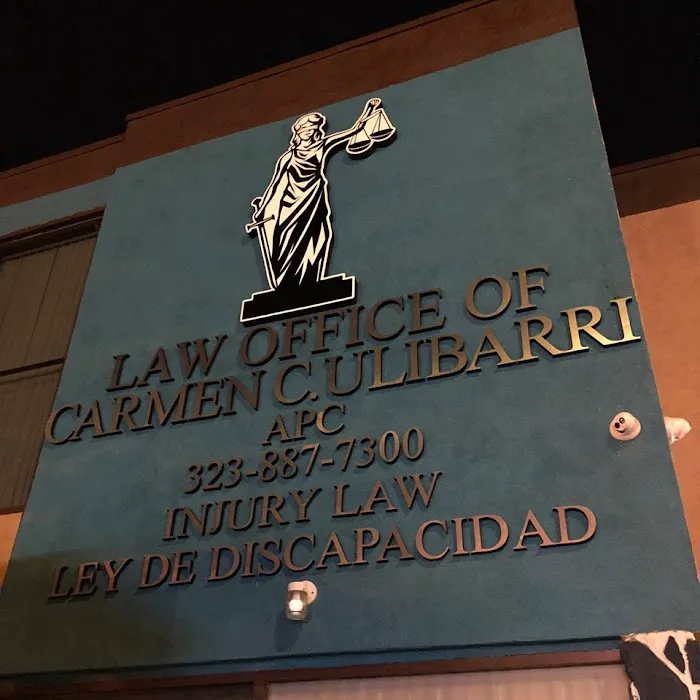 LAW OFFICE OF
CARMEN C. ULIBARRI
APC
323-887-7300
INJURY LAW
LEY DE DISCAPACIDAD